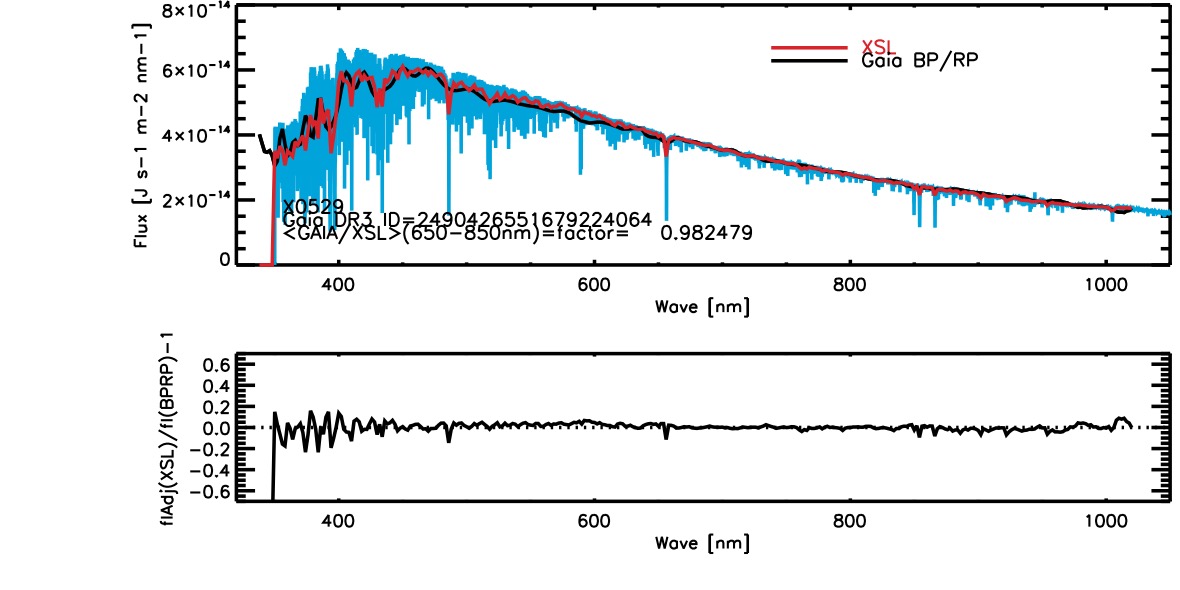 8×10⁻¹⁴
6×10⁻¹⁴
4×10⁻¹⁴
2×10⁻¹⁴
0
Flux [J s−1 m−2 nm−1]
XSL
Gaia BP/RP
X0529
Gaia DR3 ID=2490426551679224064
<GAIA/XSL>(650−850nm)=factor= 0.982479
400 600 800 1000
Wave [nm]
flAdj(XSL)/fl(BPRP)−1
0.6
0.4
0.2
0.0
−0.2
−0.4
−0.6
400 600 800 1000
Wave [nm]